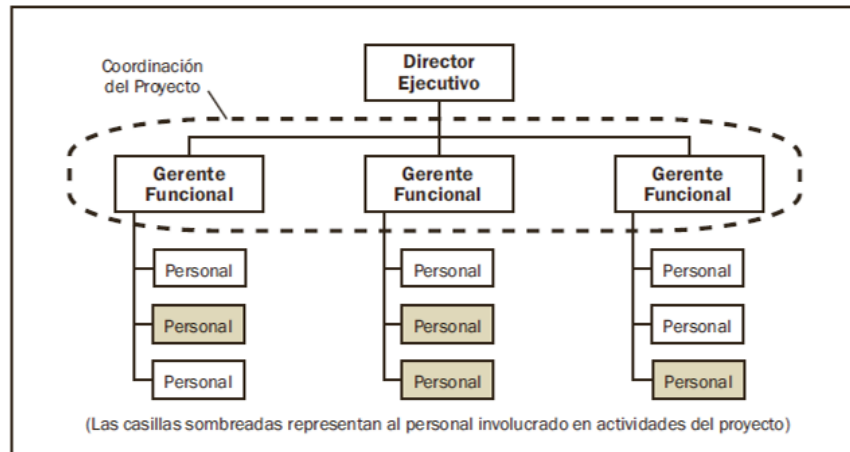 Coordinación
del Proyecto
Director
Ejecutivo
Gerente
Funcional
Gerente
Funcional
Gerente
Funcional
Personal
Personal
Personal
Personal
Personal
Personal
Personal
Personal
Personal
(Las casillas sombreadas representan al personal involucrado en actividades del proyecto)